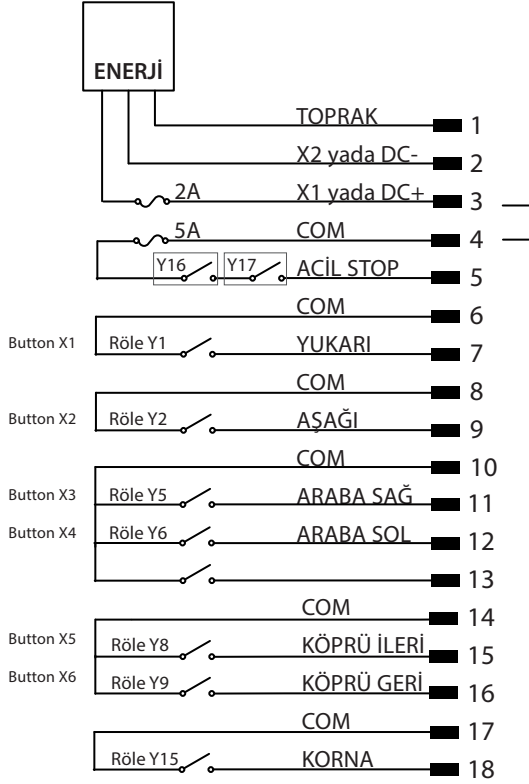 ENERJİ
TOPRAK 1
X2 yada DC- 2
2A X1 yada DC+ 3
5A COM 4
Y16 Y17 ACİL STOP 5
COM 6
Button X1 Röle Y1 YUKARI 7
COM 8
Button X2 Röle Y2 AŞAĞI 9
COM 10
Button X3 Röle Y5 ARABA SAĞ 11
Button X4 Röle Y6 ARABA SOL 12
13
COM 14
Button X5 Röle Y8 KÖPRÜ İLERİ 15
Button X6 Röle Y9 KÖPRÜ GERİ 16
COM 17
Röle Y15 KORNA 18